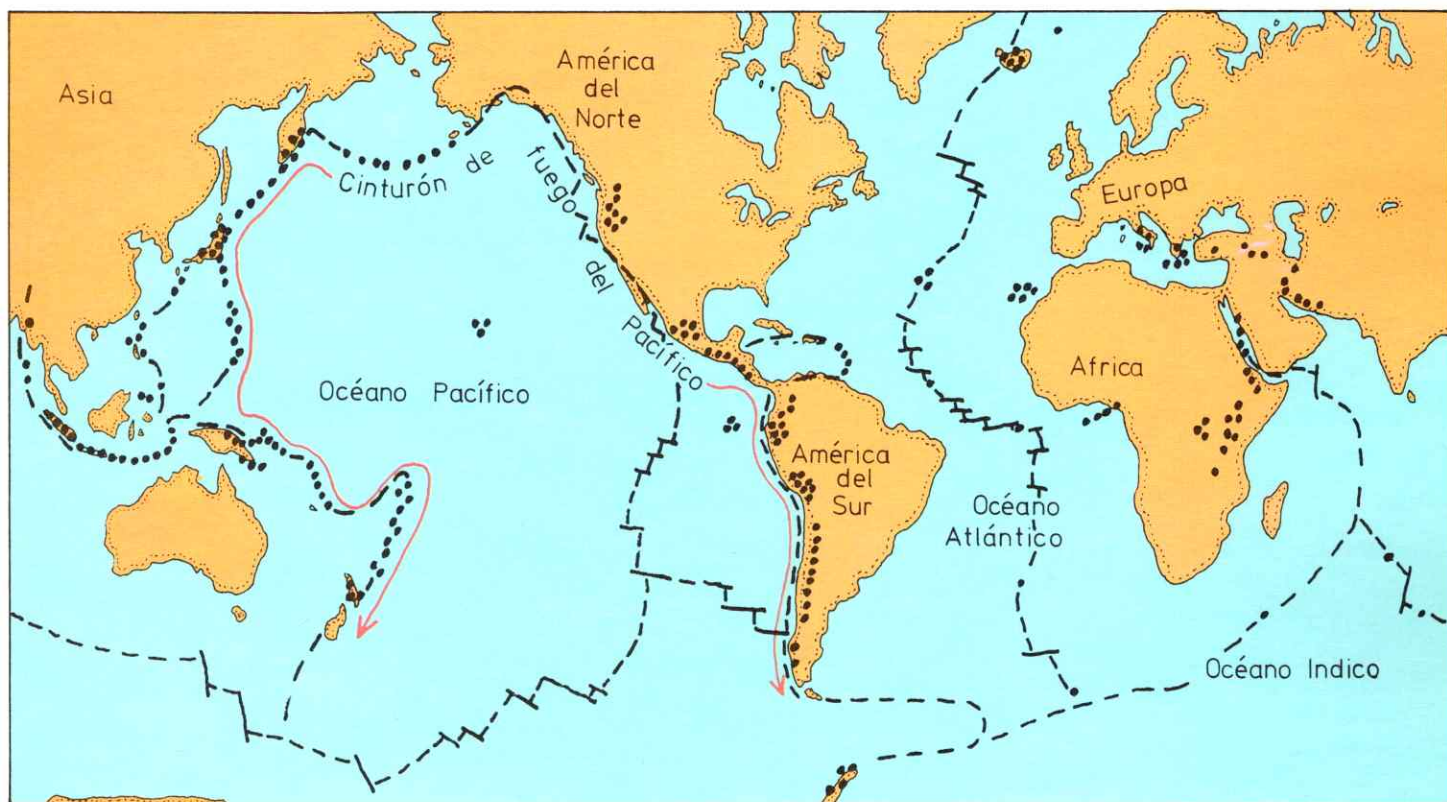 Asia
América
del
Norte
Cinturón de fuego del Pacífico
Europa
Océano Pacífico
Africa
América
del
Sur
Océano
Atlántico
Océano Indico